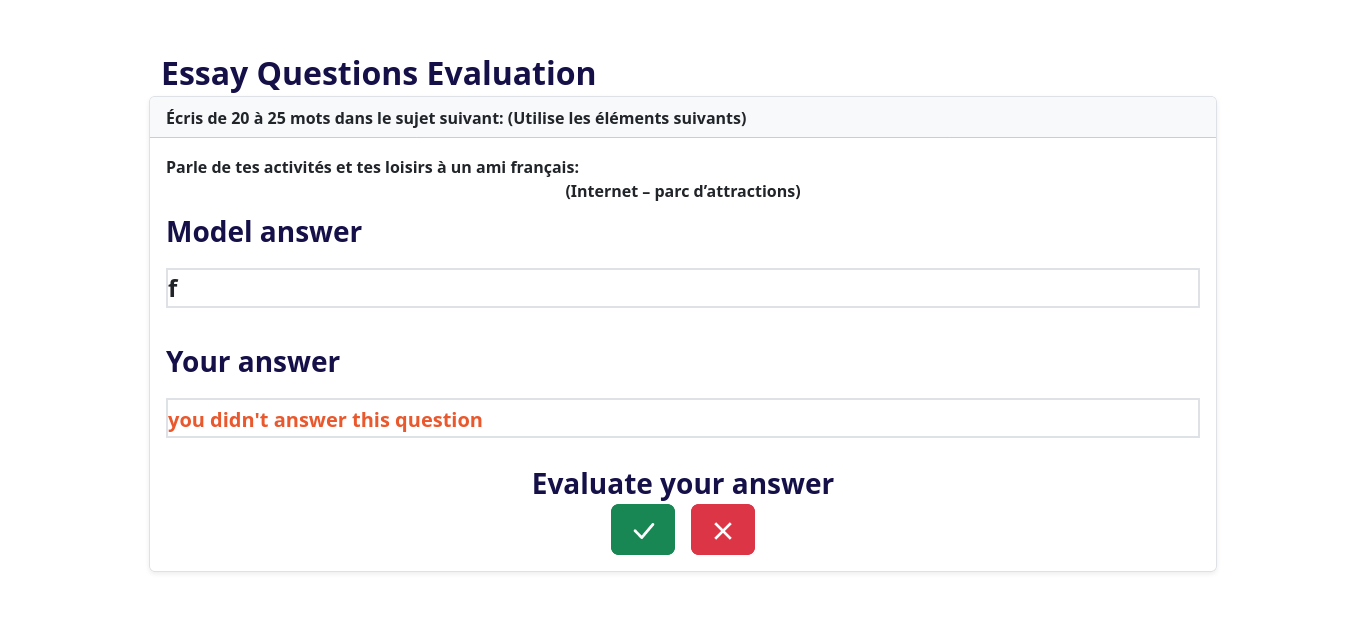 Essay Questions Evaluation
Écris de 20 à 25 mots dans le sujet suivant: (Utilise les éléments suivants)
Parle de tes activités et tes loisirs à un ami français:
(Internet – parc d’attractions)
Model answer
f
Your answer
you didn't answer this question
Evaluate your answer